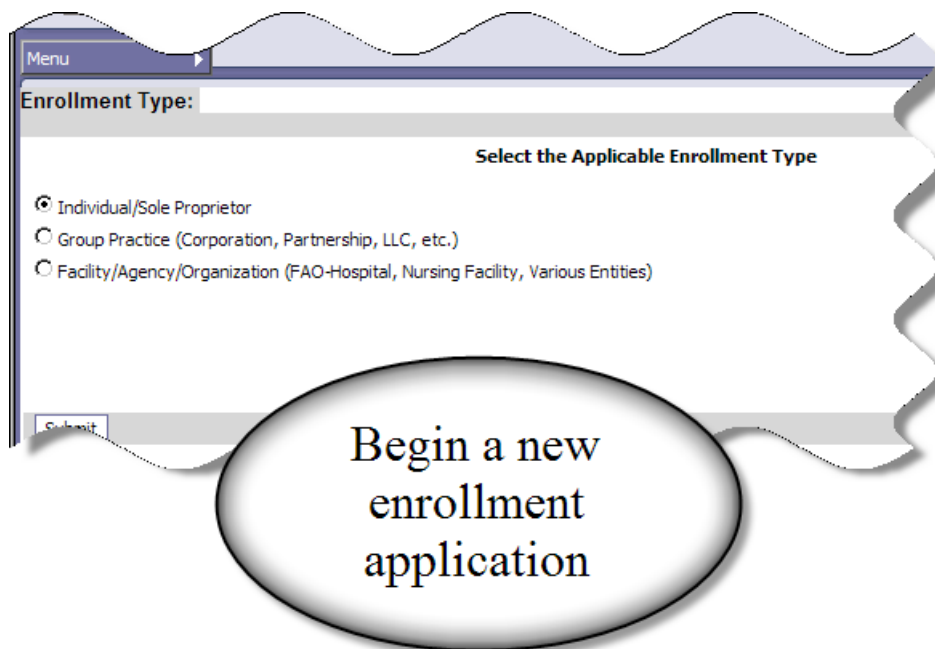 Menu
Enrollment Type:
Select the Applicable Enrollment Type
Individual/Sole Proprietor
Group Practice (Corporation, Partnership, LLC, etc.)
Facility/Agency/Organization (FAO-Hospital, Nursing Facility, Various Entities)
Submit
Begin a new
enrollment
application